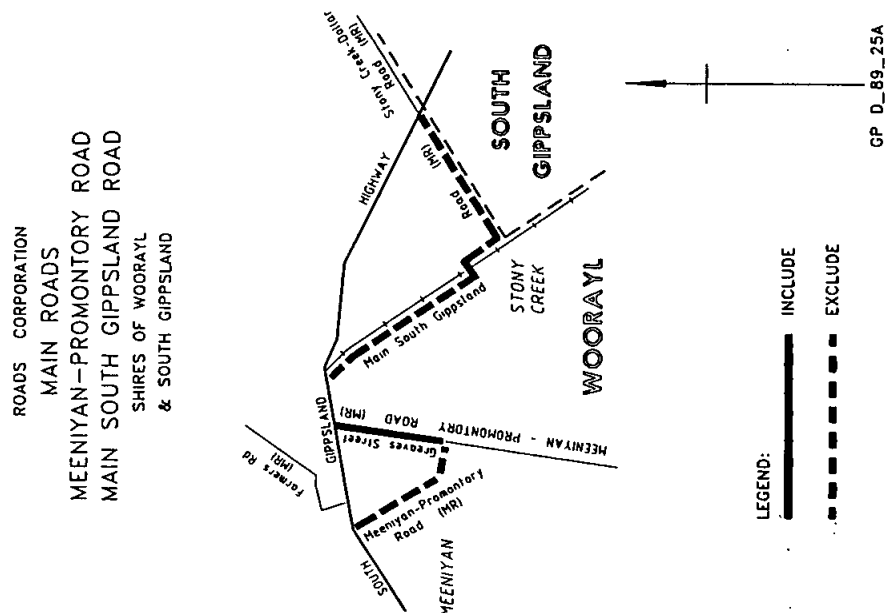 ROADS CORPORATION
MAIN ROADS
MEENIYAN-PROMONTORY ROAD
MAIN SOUTH GIPPSLAND ROAD
SHIRES OF WOORAYL
& SOUTH GIPPSLAND
Stony Creek-Dollar
Road (MR)
HIGHWAY
SOUTH
GIPPSLAND
(MR)
Road
Main South Gippsland
STONY
CREEK
WOORAYL
Farmers Rd
(MR)
GIPPSLAND
SOUTH
Greaves Street
ROAD (MR)
MEENIYAN - PROMONTORY
Meeniyan-Promontory
Road (MR)
MEENIYAN
LEGEND:
INCLUDE
EXCLUDE
GP D_89_25A